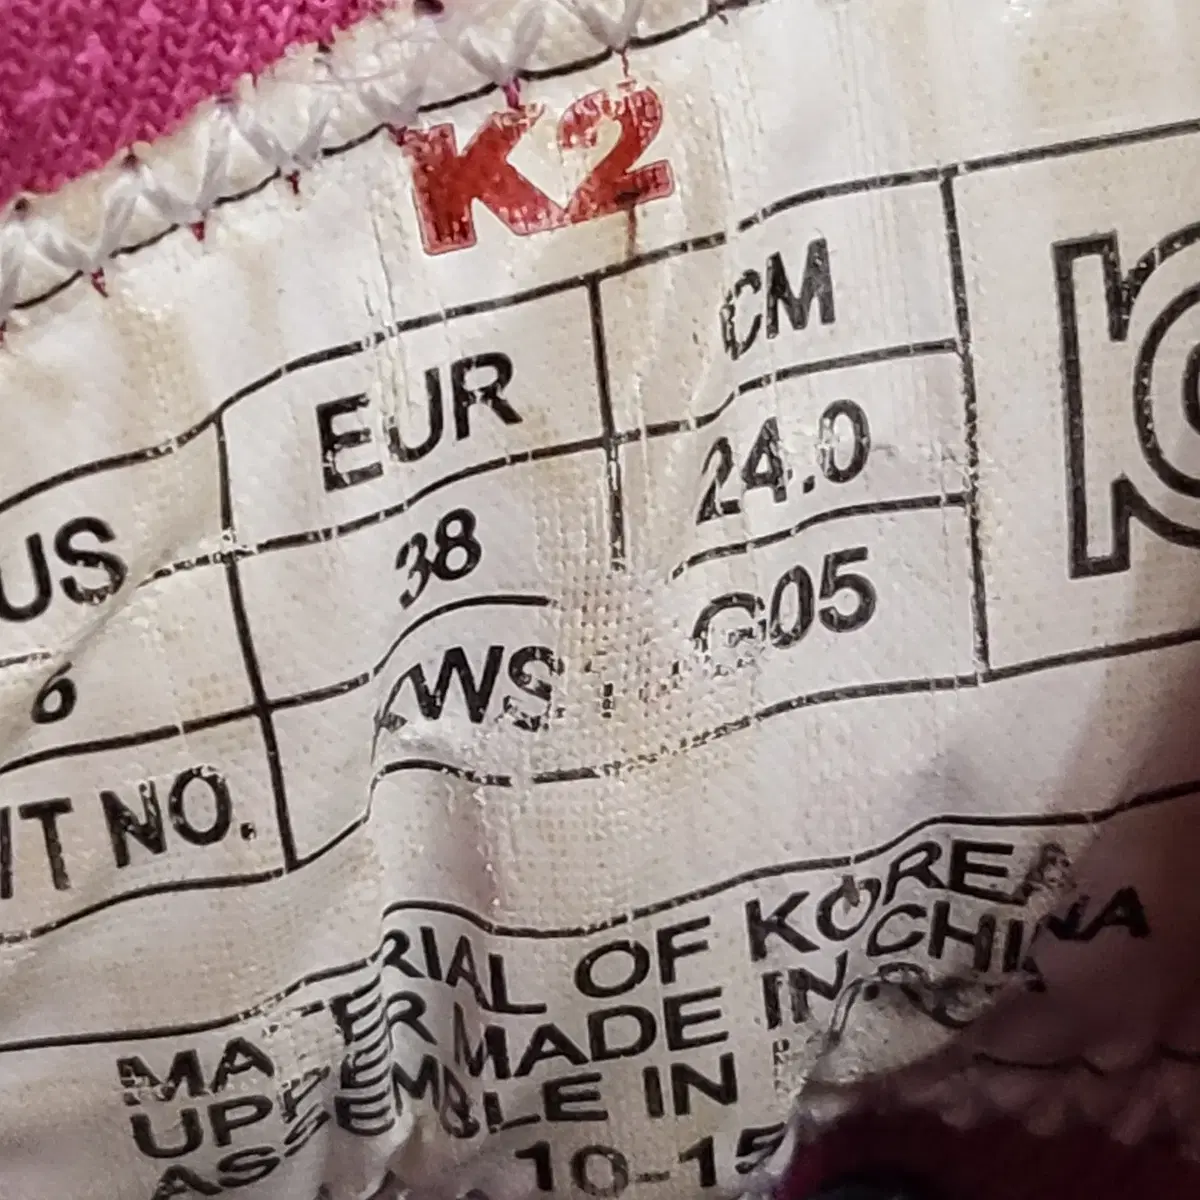 K2
US EUR CM
6 38 24.0
IT NO. G05
MATERIAL OF KOREA
UPPER MADE IN CHINA
ASSEMBLE IN
10-15